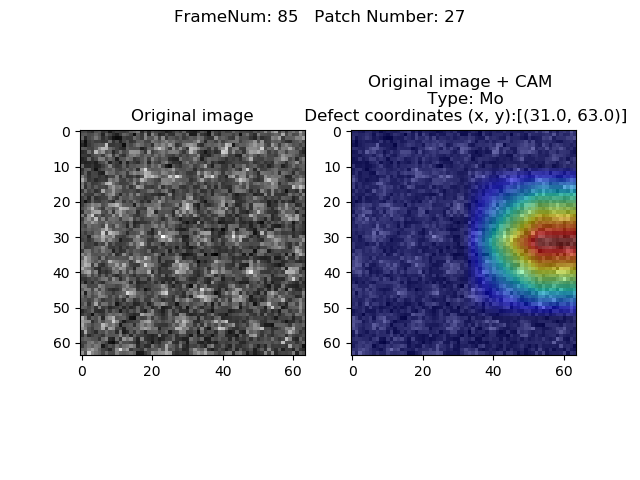 FrameNum: 85   Patch Number: 27
Original image
Original image + CAM
Type: Mo
Defect coordinates (x, y):[(31.0, 63.0)]
0
10
20
30
40
50
60
0 20 40 60
0
10
20
30
40
50
60
0 20 40 60